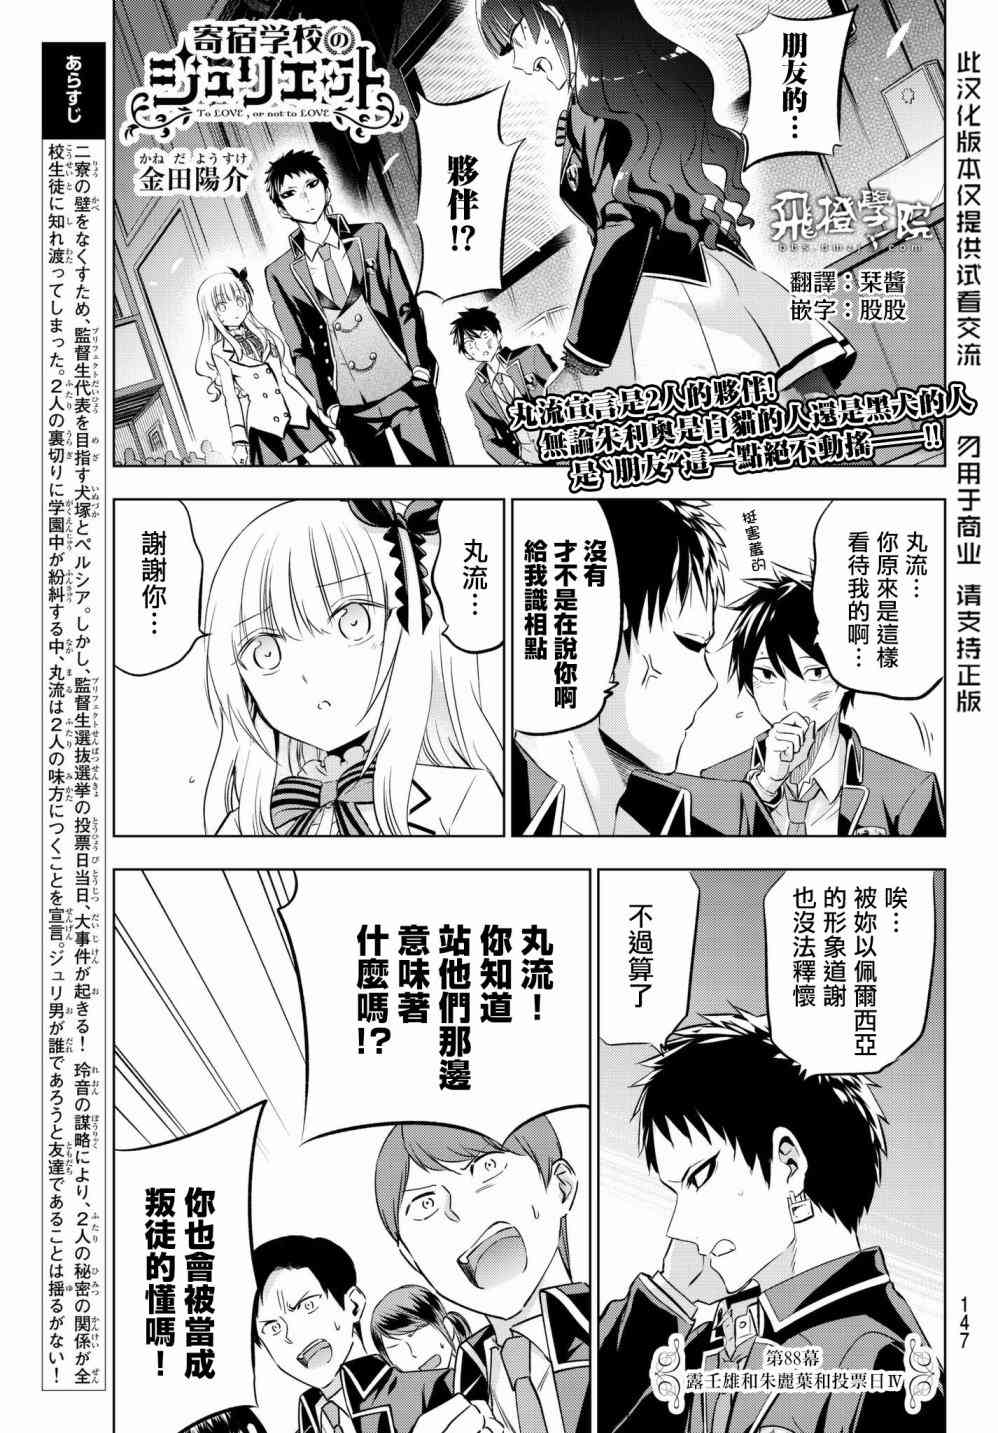 寄宿学校の
ジュリエット
To LOVE, or not to LOVE
かねだようすけ
金田陽介
朋友的…
夥伴!?
飛橙學院
翻譯：栞醬
嵌字：股股
丸流宣言是2人的夥伴!
無論朱利奧是白貓的人還是黑犬的人
是〝朋友〞這一點絕不動搖——!!
丸流…
你原來是這樣
看待我的啊…
挺害羞的
沒有
才不是在說你啊
給我識相點
丸流…
謝謝你…
唉…
被妳以佩爾西亞
的形象道謝
也沒法釋懷
不過算了
丸流！
你知道
站他們那邊
意味著
什麼嗎!?
你也會被當成
叛徒的懂嗎！
第88幕
露壬雄和朱麗葉和投票日Ⅳ
147
あらすじ
二寮の壁をなくすため、監督生代表を目指す犬塚とペルシア。しかし、監督生選抜選挙の投票日当日、大事件が起きる！ 玲音の謀略により、2人の秘密の関係が全
校生徒に知れ渡ってしまった。2人の裏切りに学園中が紛糾する中、丸流は2人の味方につくことを宣言。ジュリ男が誰であろうと友達であることは揺るがない！
此汉化版本仅提供试看交流 勿用于商业 请支持正版